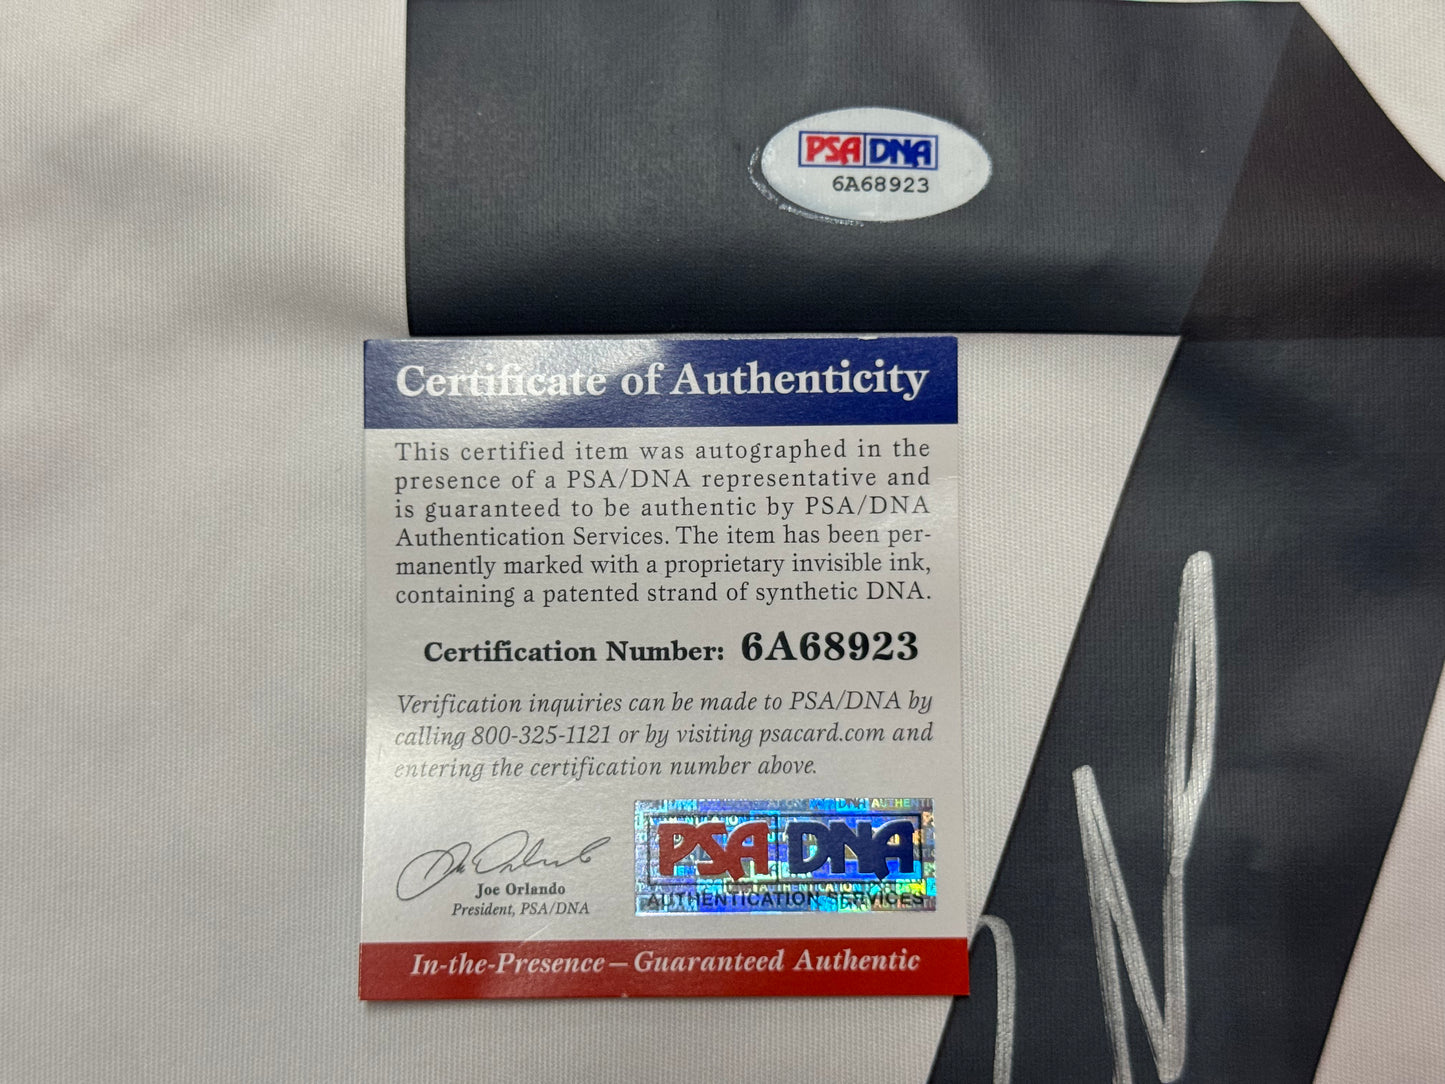 PSA DNA
6A68923
Certificate of Authenticity
This certified item was autographed in the
presence of a PSA/DNA representative and
is guaranteed to be authentic by PSA/DNA
Authentication Services. The item has been per-
manently marked with a proprietary invisible ink,
containing a patented strand of synthetic DNA.
Certification Number: 6A68923
Verification inquiries can be made to PSA/DNA by
calling 800-325-1121 or by visiting psacard.com and
entering the certification number above.
Joe Orlando
President, PSA/DNA
PSA DNA
AUTHENTICATION SERVICES
In-the-Presence – Guaranteed Authentic